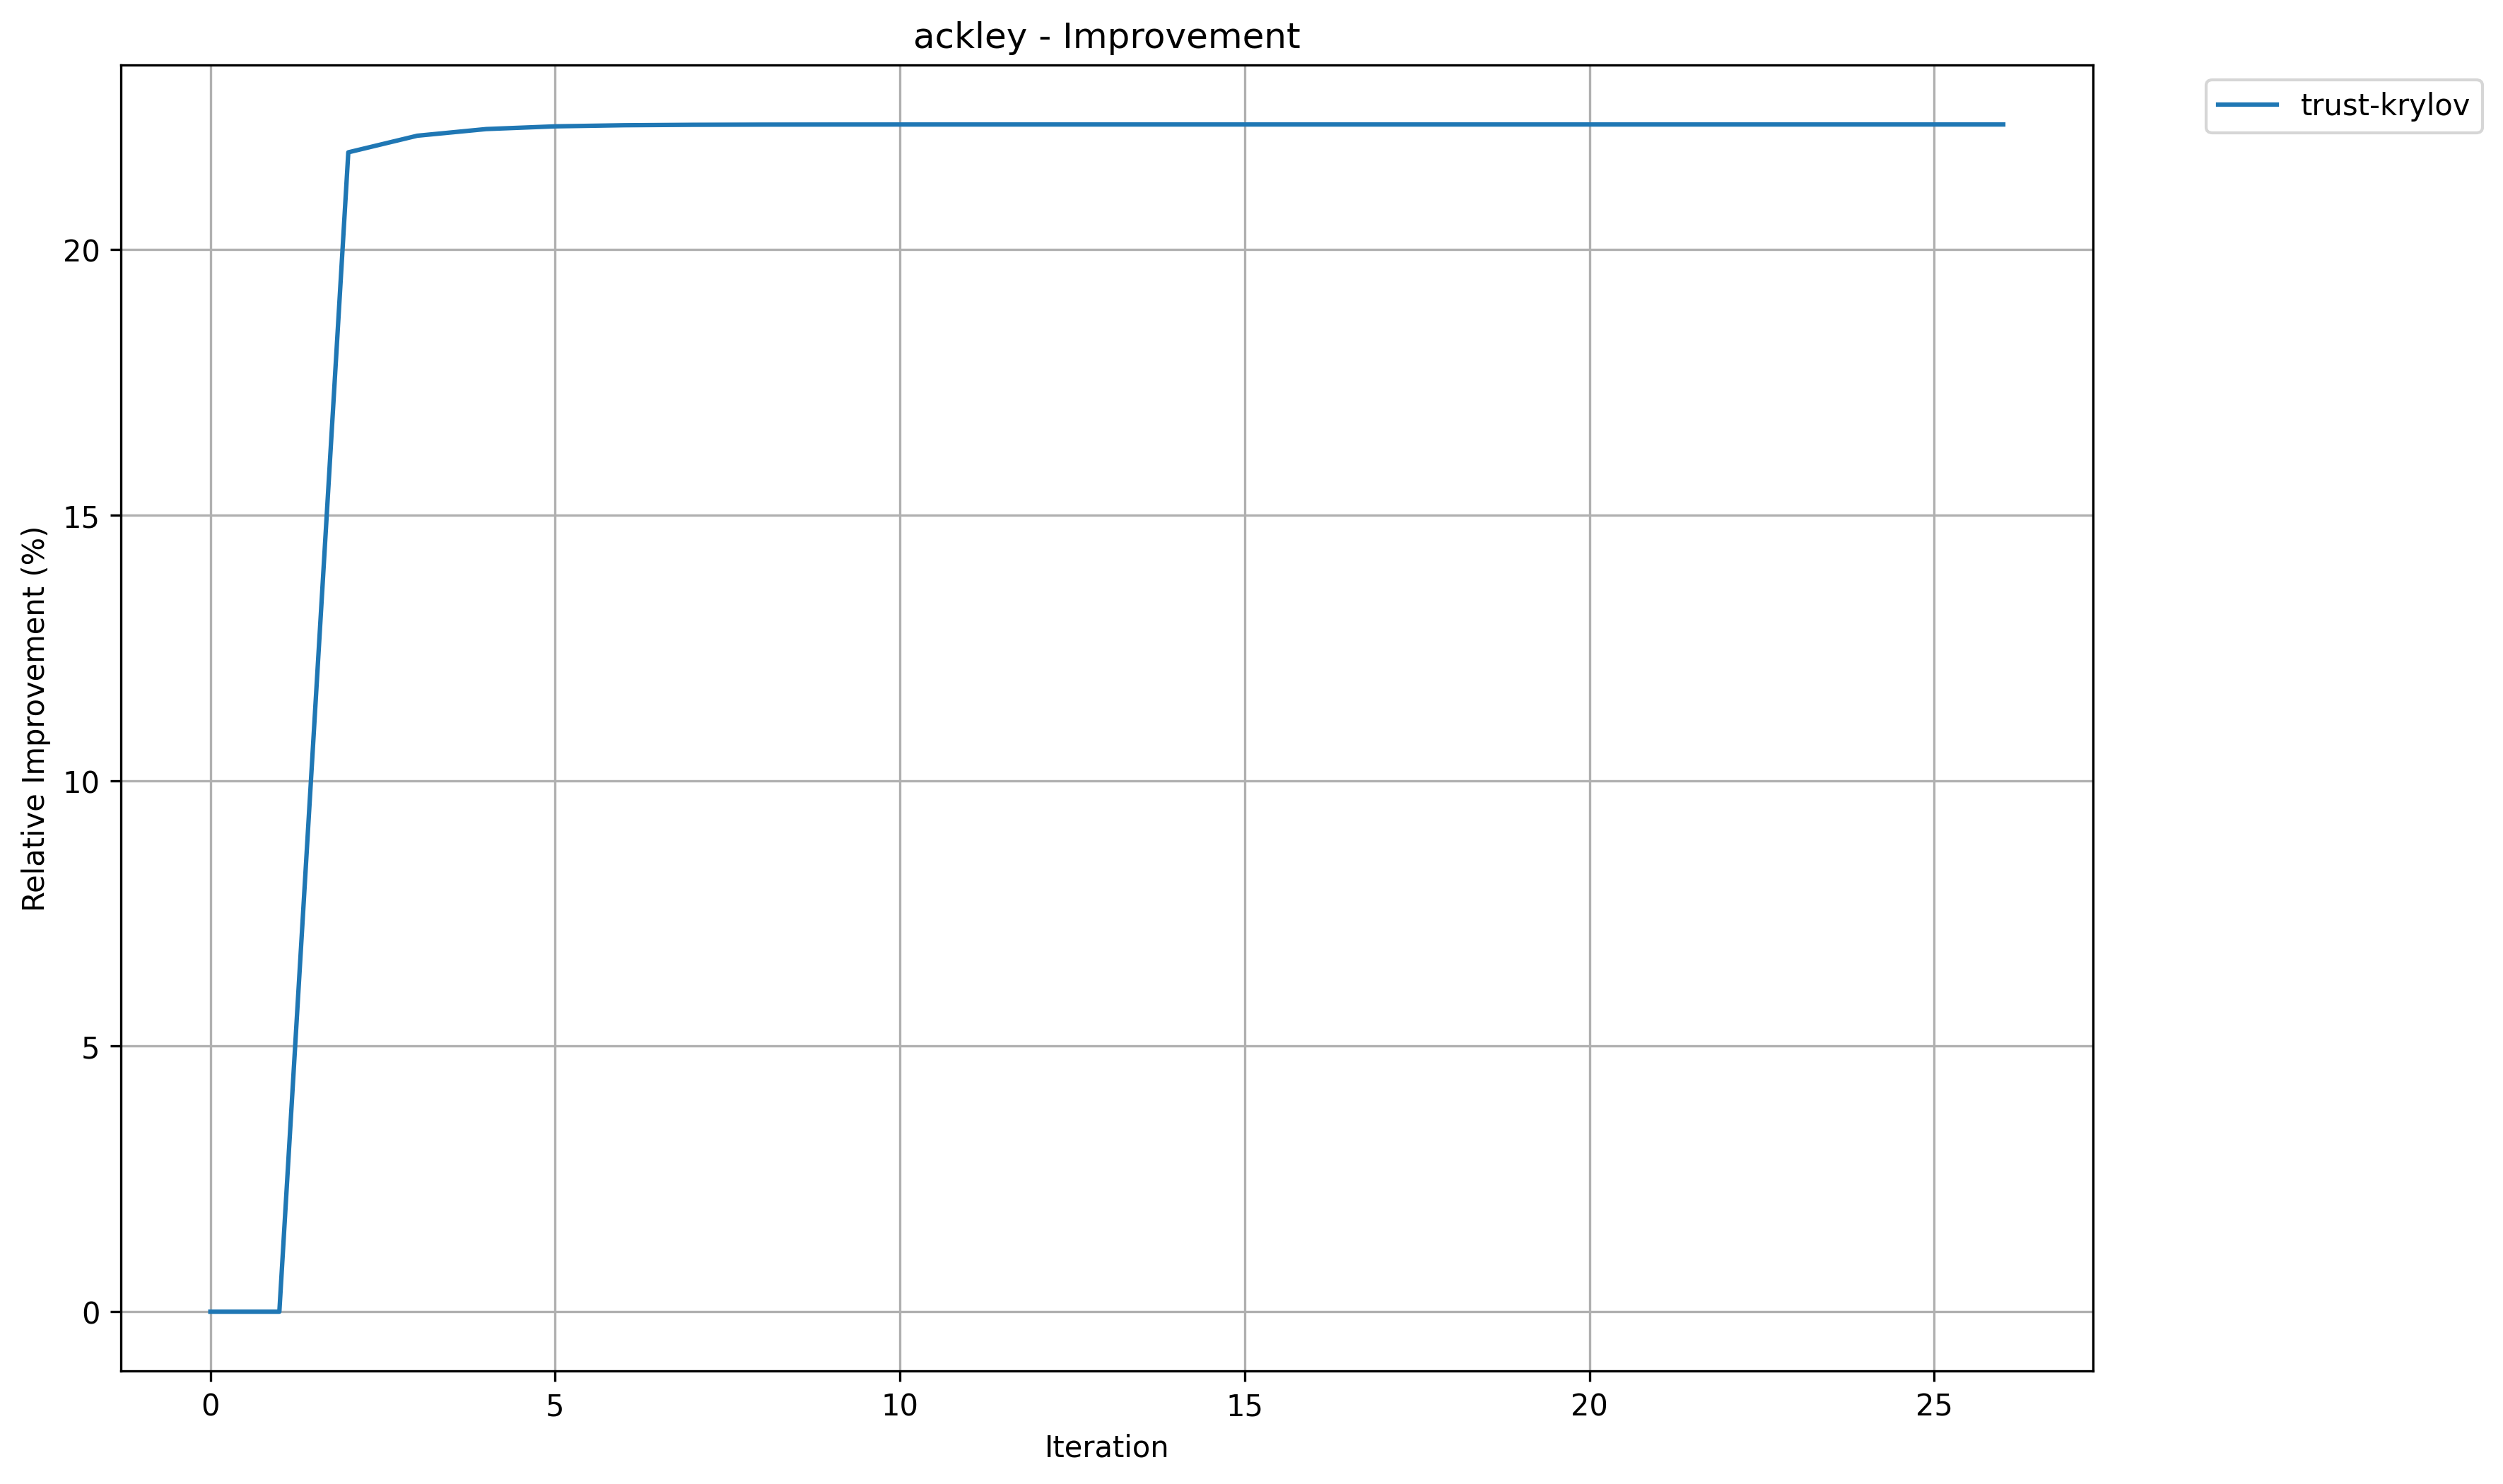 ackley - Improvement
trust-krylov
Relative Improvement (%)
20
15
10
5
0
0 5 10 15 20 25
Iteration